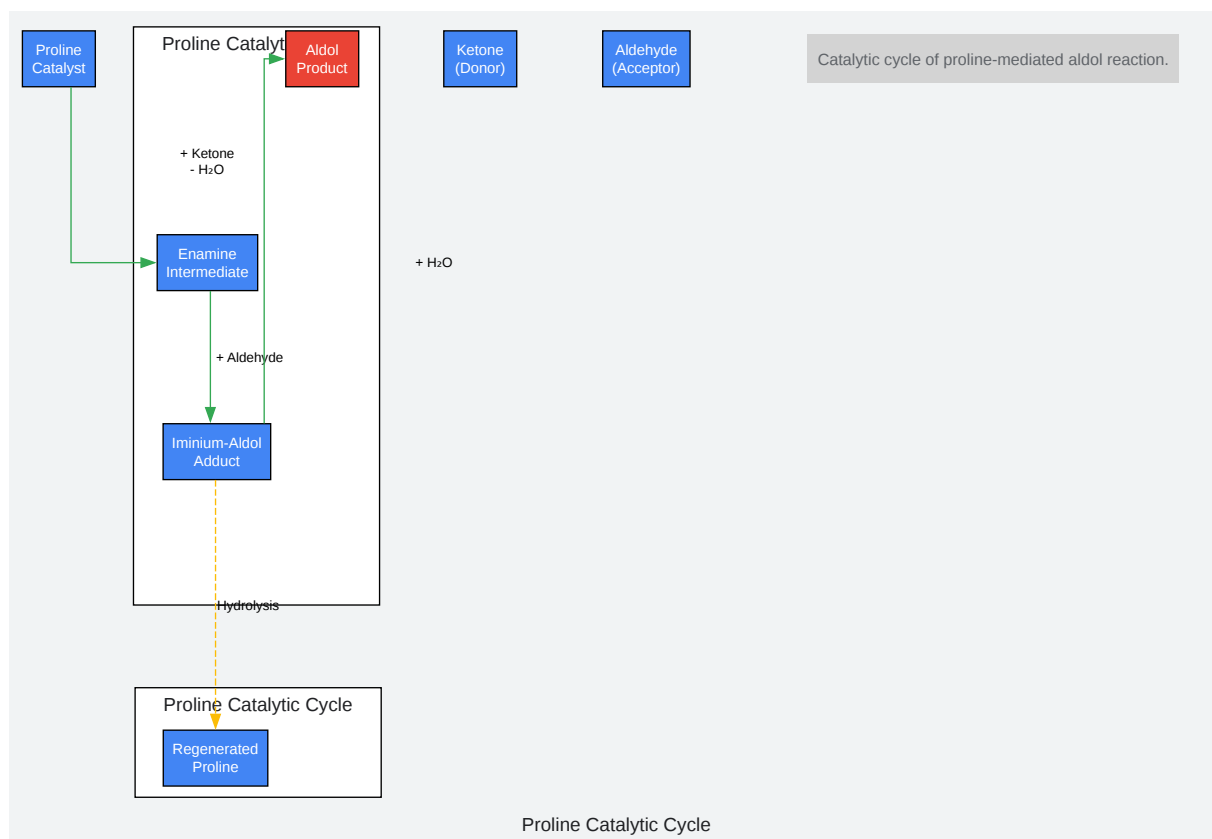 Proline
Catalyst
Proline Catalyt
Aldol
Product
Ketone
(Donor)
Aldehyde
(Acceptor)
Catalytic cycle of proline-mediated aldol reaction.
+ Ketone
- H₂O
Enamine
Intermediate
+ H₂O
+ Aldehyde
Iminium-Aldol
Adduct
Hydrolysis
Proline Catalytic Cycle
Regenerated
Proline
Proline Catalytic Cycle